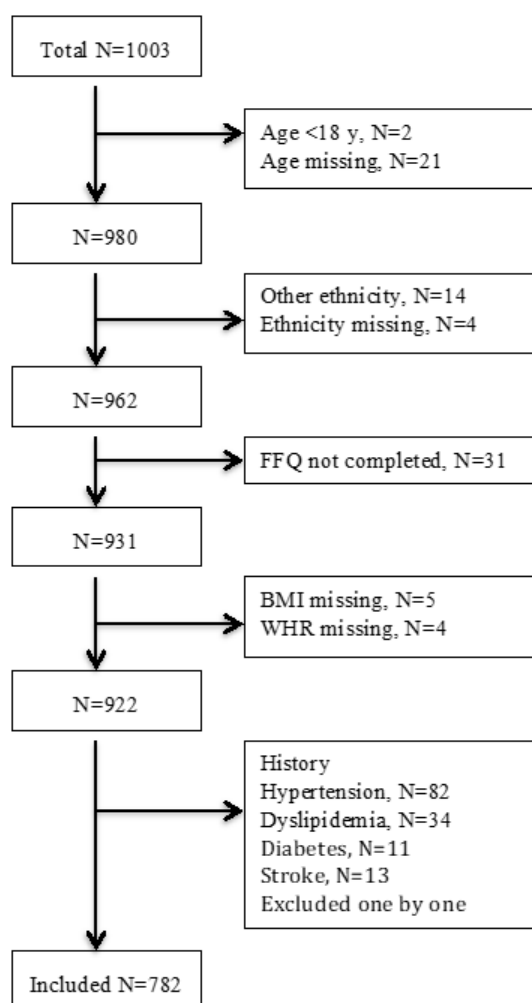 Total N=1003
Age <18 y, N=2
Age missing, N=21
N=980
Other ethnicity, N=14
Ethnicity missing, N=4
N=962
FFQ not completed, N=31
N=931
BMI missing, N=5
WHR missing, N=4
N=922
History
Hypertension, N=82
Dyslipidemia, N=34
Diabetes, N=11
Stroke, N=13
Excluded one by one
Included N=782